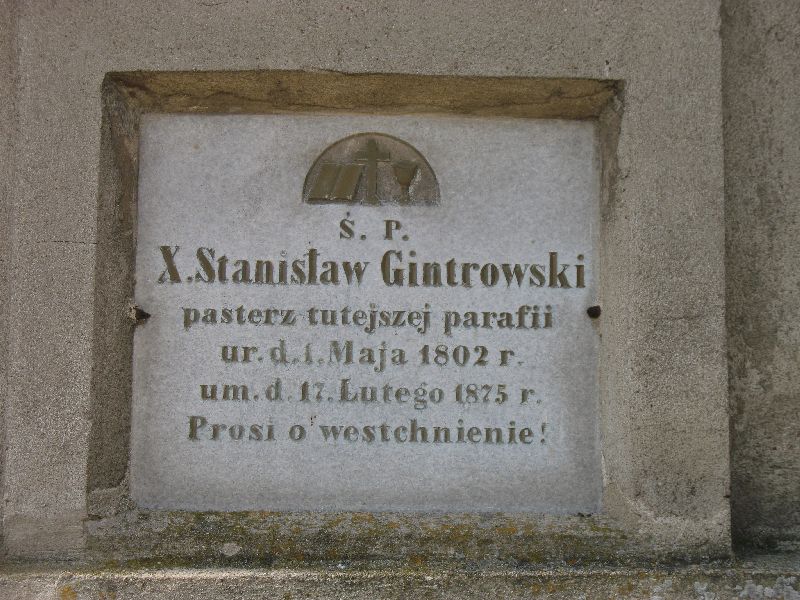 Ś. P.
X. Stanisław Gintrowski
pasterz tutejszej parafii
ur. d. 1. Maja 1802 r.
um. d. 17. Lutego 1875 r.
Prosi o westchnienie!